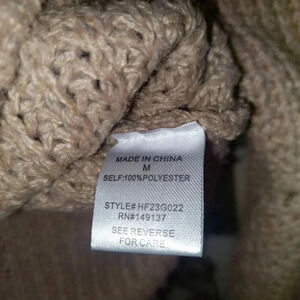 MADE IN CHINA
M
SELF:100%POLYESTER
STYLE# HF23G022
RN#149137
SEE REVERSE
FOR CARE